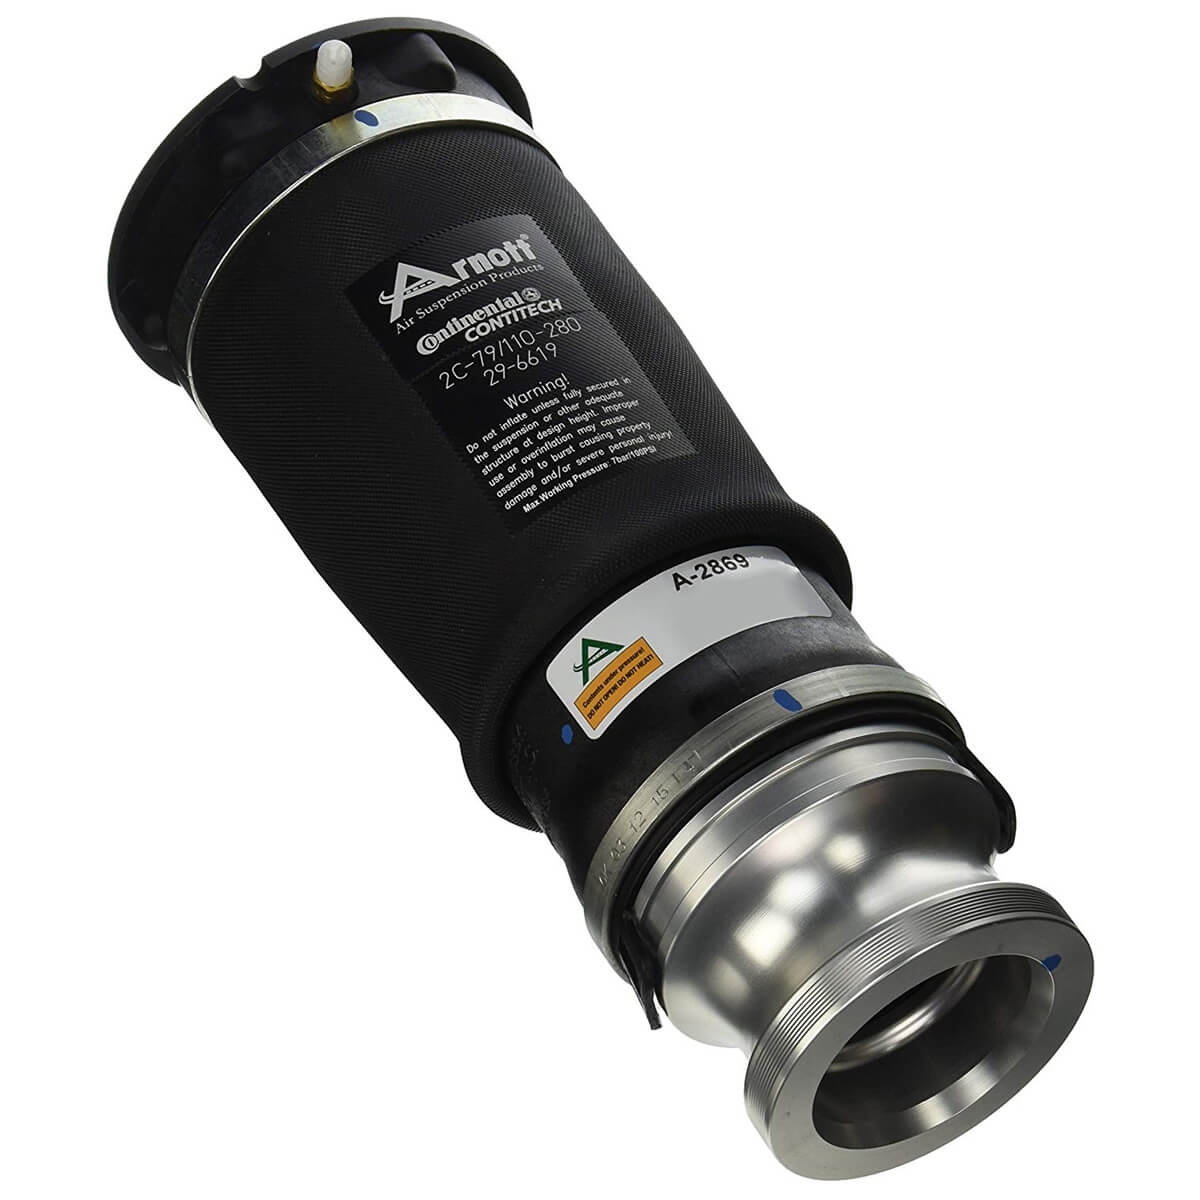 Arnott®
Air Suspension Products
Continental
CONTITECH
2C-79/110-280
29-6619
Warning!
Do not inflate unless fully secured in
the suspension or other adequate
structure at design height. Improper
use or overinflation may cause
assembly to burst causing property
damage and/or severe personal injury!
Max.Working Pressure: 7bar/100PSI
A-2869
Contents under pressure!
DO NOT OPEN! DO NOT HEAT!
03 12 15